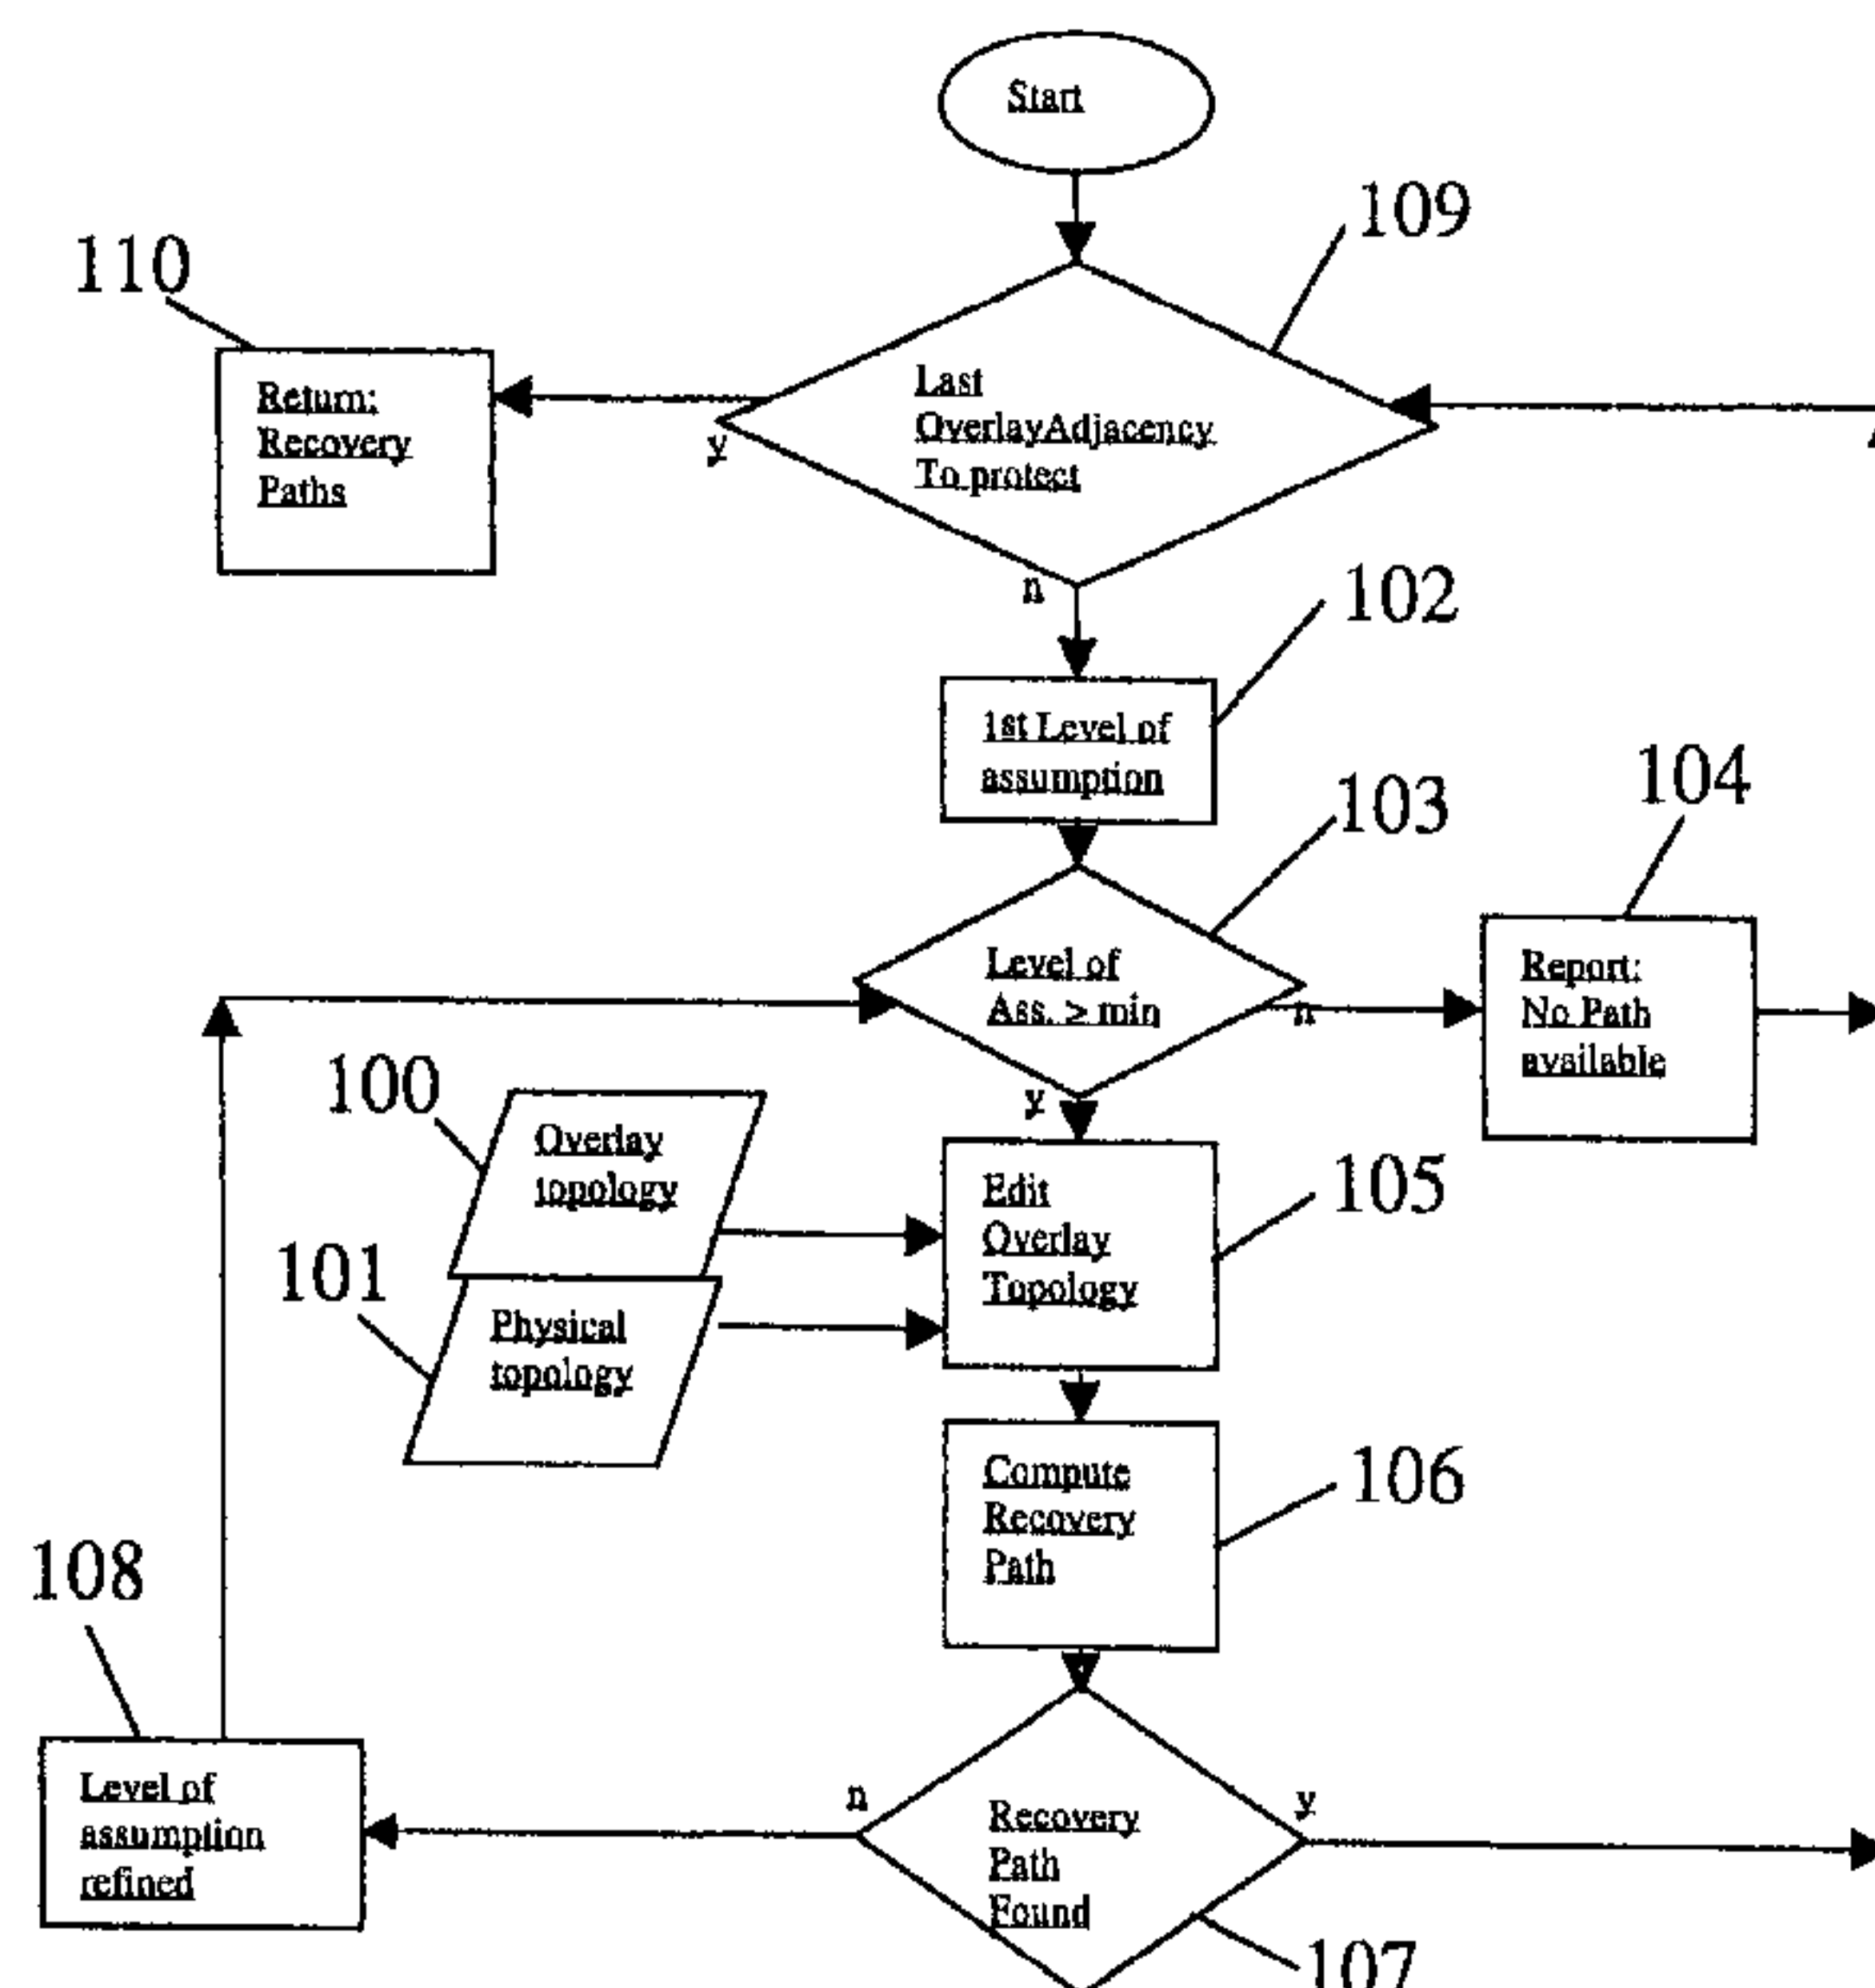 Start
109
110
Return:
Recovery
Paths
Last
OverlayAdjacency
To protect
y
n
102
1st Level of
assumption
103
104
Level of
Ass. > min
n
Report:
No Path
available
y
100
Overlay
topology
101
Physical
topology
Edit
Overlay
Topology
105
Compute
Recovery
Path
106
108
Level of
assumption
refined
n
y
Recovery
Path
Found
107